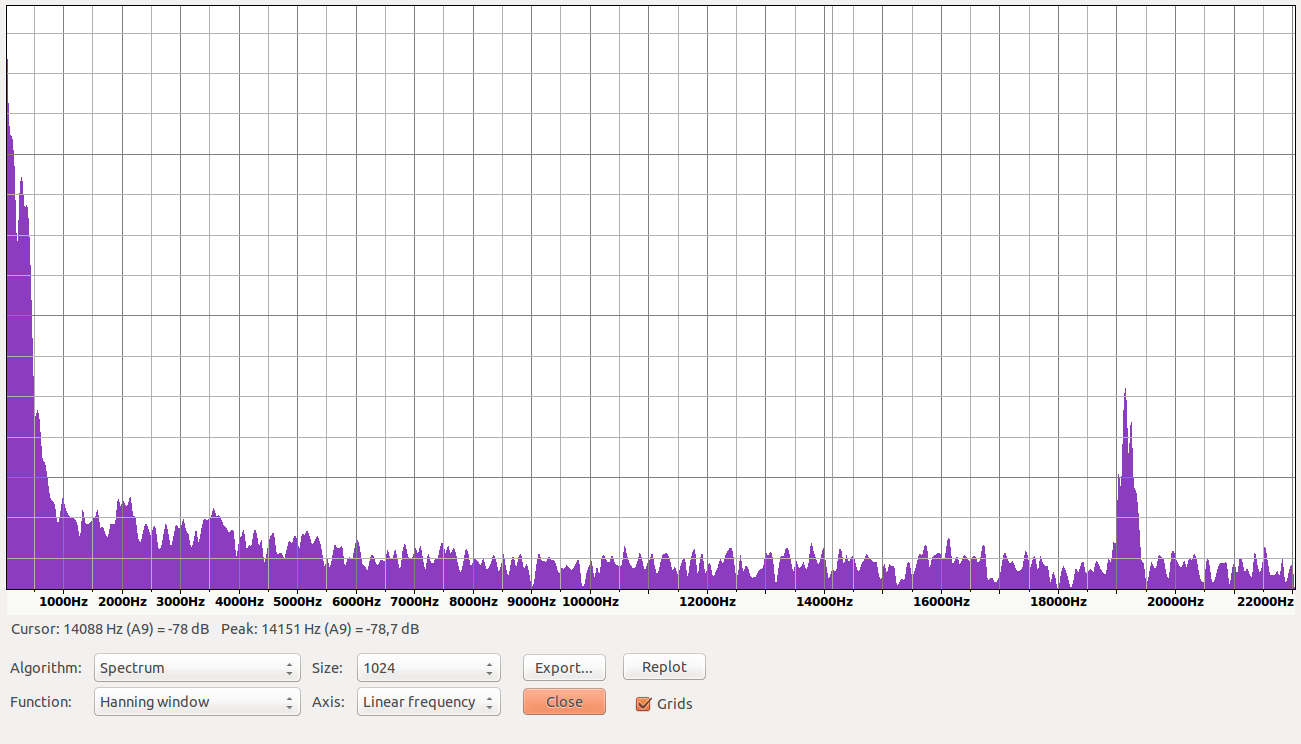 1000Hz 2000Hz 3000Hz 4000Hz 5000Hz 6000Hz 7000Hz 8000Hz 9000Hz 10000Hz 12000Hz 14000Hz 16000Hz 18000Hz 20000Hz 22000Hz
Cursor: 14088 Hz (A9) = -78 dB Peak: 14151 Hz (A9) = -78,7 dB
Algorithm: Spectrum Size: 1024 Export... Replot
Function: Hanning window Axis: Linear frequency Close Grids